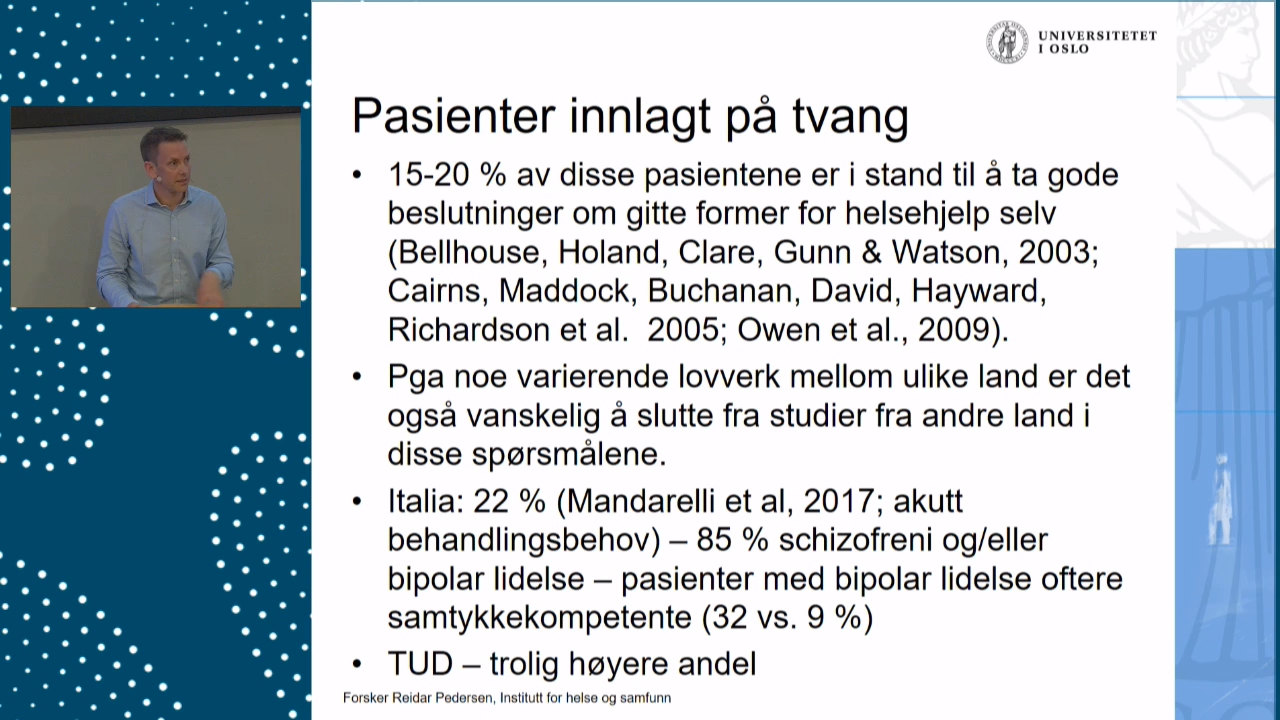 UNIVERSITETET
I OSLO
Pasienter innlagt på tvang
• 15-20 % av disse pasientene er i stand til å ta gode
beslutninger om gitte former for helsehjelp selv
(Bellhouse, Holand, Clare, Gunn & Watson, 2003;
Cairns, Maddock, Buchanan, David, Hayward,
Richardson et al.  2005; Owen et al., 2009).
• Pga noe varierende lovverk mellom ulike land er det
også vanskelig å slutte fra studier fra andre land i
disse spørsmålene.
• Italia: 22 % (Mandarelli et al, 2017; akutt
behandlingsbehov) – 85 % schizofreni og/eller
bipolar lidelse – pasienter med bipolar lidelse oftere
samtykkekompetente (32 vs. 9 %)
• TUD – trolig høyere andel
Forsker Reidar Pedersen, Institutt for helse og samfunn